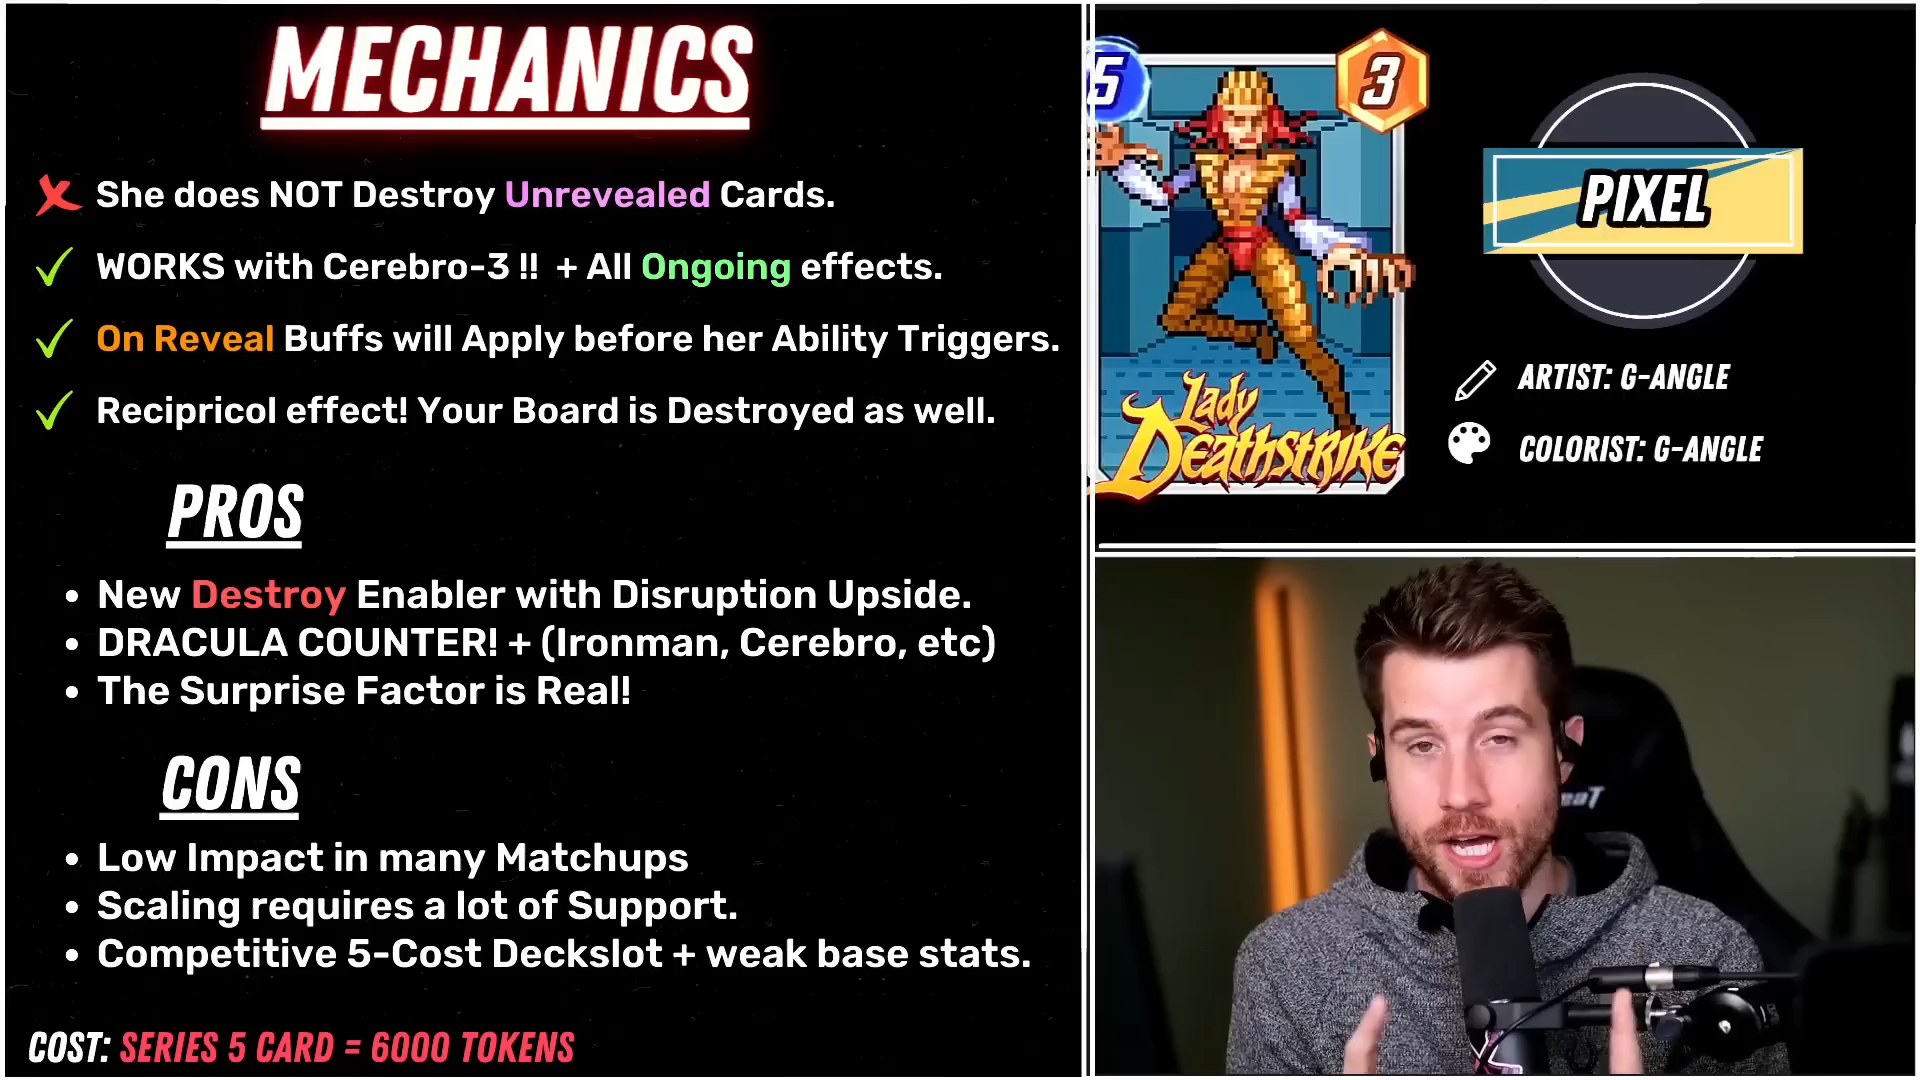 MECHANICS
She does NOT Destroy Unrevealed Cards.
WORKS with Cerebro-3 !! + All Ongoing effects.
On Reveal Buffs will Apply before her Ability Triggers.
Recipricol effect! Your Board is Destroyed as well.
PROS
• New Destroy Enabler with Disruption Upside.
• DRACULA COUNTER! + (Ironman, Cerebro, etc)
• The Surprise Factor is Real!
CONS
• Low Impact in many Matchups
• Scaling requires a lot of Support.
• Competitive 5-Cost Deckslot + weak base stats.
COST: SERIES 5 CARD = 6000 TOKENS
5
3
Lady
Deathstrike
PIXEL
ARTIST: G-ANGLE
COLORIST: G-ANGLE